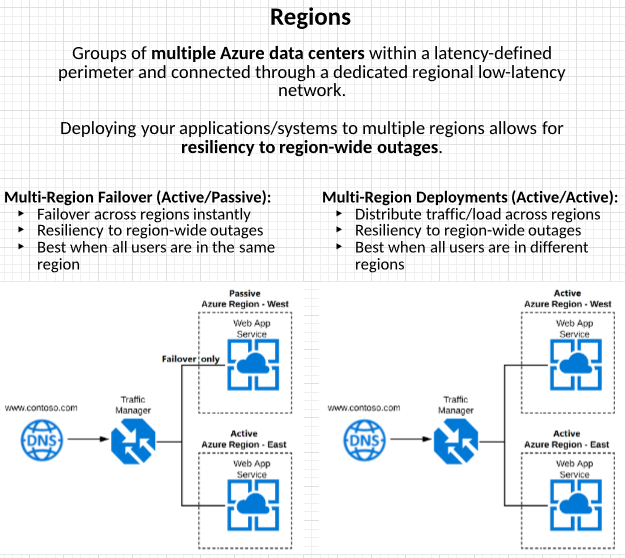 Regions
Groups of multiple Azure data centers within a latency-defined
perimeter and connected through a dedicated regional low-latency
network.
Deploying your applications/systems to multiple regions allows for
resiliency to region-wide outages.
Multi-Region Failover (Active/Passive):
‣ Failover across regions instantly
‣ Resiliency to region-wide outages
‣ Best when all users are in the same
region
Multi-Region Deployments (Active/Active):
‣ Distribute traffic/load across regions
‣ Resiliency to region-wide outages
‣ Best when all users are in different
regions
Passive
Azure Region - West
Web App
Service
Failover only
www.contoso.com
DNS
Traffic
Manager
Active
Azure Region - East
Web App
Service
Active
Azure Region - West
Web App
Service
www.contoso.com
DNS
Traffic
Manager
Active
Azure Region - East
Web App
Service